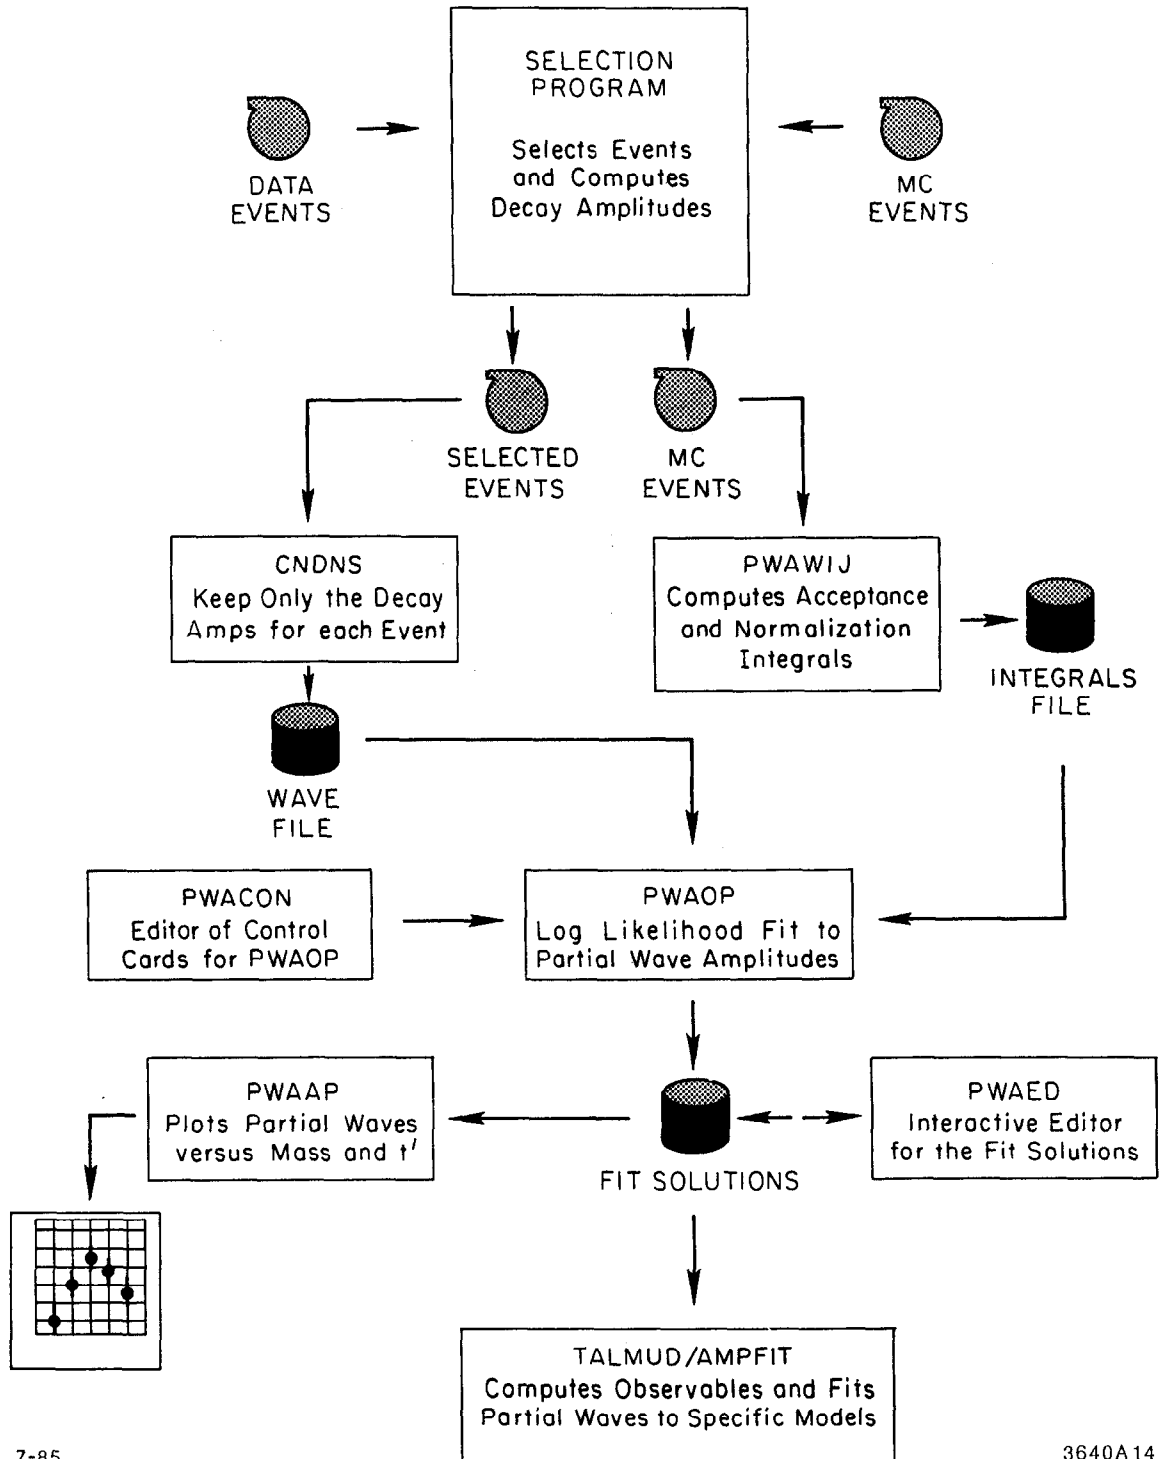 SELECTION
PROGRAM
Selects Events
and Computes
Decay Amplitudes
DATA
EVENTS
MC
EVENTS
SELECTED
EVENTS
MC
EVENTS
CNDNS
Keep Only the Decay
Amps for each Event
PWAWIJ
Computes Acceptance
and Normalization
Integrals
INTEGRALS
FILE
WAVE
FILE
PWACON
Editor of Control
Cards for PWAOP
PWAOP
Log Likelihood Fit to
Partial Wave Amplitudes
PWAAP
Plots Partial Waves
versus Mass and t'
FIT SOLUTIONS
PWAED
Interactive Editor
for the Fit Solutions
TALMUD/AMPFIT
Computes Observables and Fits
Partial Waves to Specific Models
7-85
3640A14